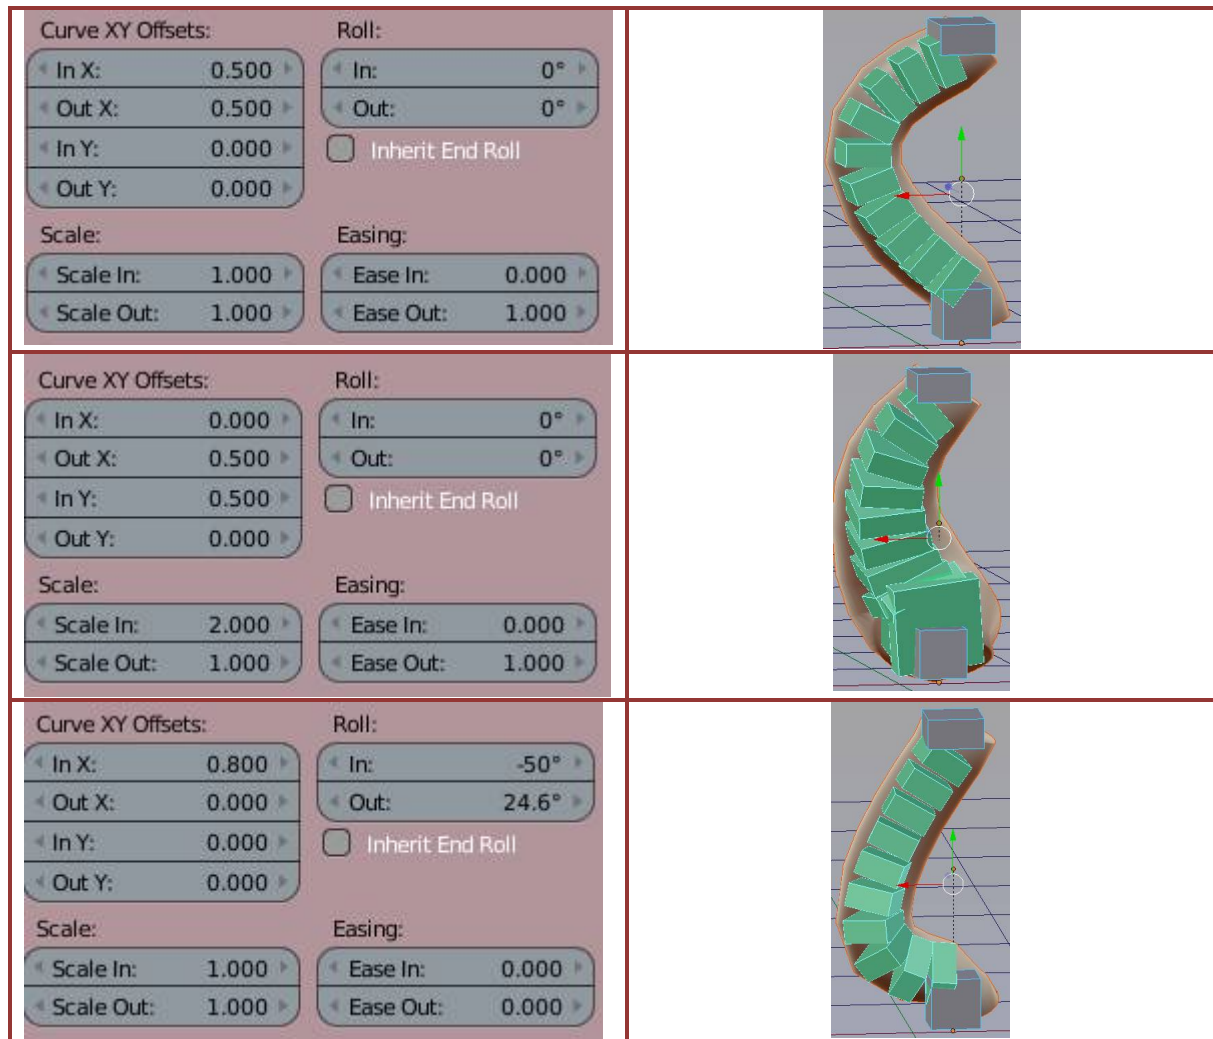 Curve XY Offsets: Roll:
In X: 0.500 In: 0°
Out X: 0.500 Out: 0°
In Y: 0.000 Inherit End Roll
Out Y: 0.000
Scale: Easing:
Scale In: 1.000 Ease In: 0.000
Scale Out: 1.000 Ease Out: 1.000
Curve XY Offsets: Roll:
In X: 0.000 In: 0°
Out X: 0.500 Out: 0°
In Y: 0.500 Inherit End Roll
Out Y: 0.000
Scale: Easing:
Scale In: 2.000 Ease In: 0.000
Scale Out: 1.000 Ease Out: 1.000
Curve XY Offsets: Roll:
In X: 0.800 In: -50°
Out X: 0.000 Out: 24.6°
In Y: 0.000 Inherit End Roll
Out Y: 0.000
Scale: Easing:
Scale In: 1.000 Ease In: 0.000
Scale Out: 1.000 Ease Out: 0.000